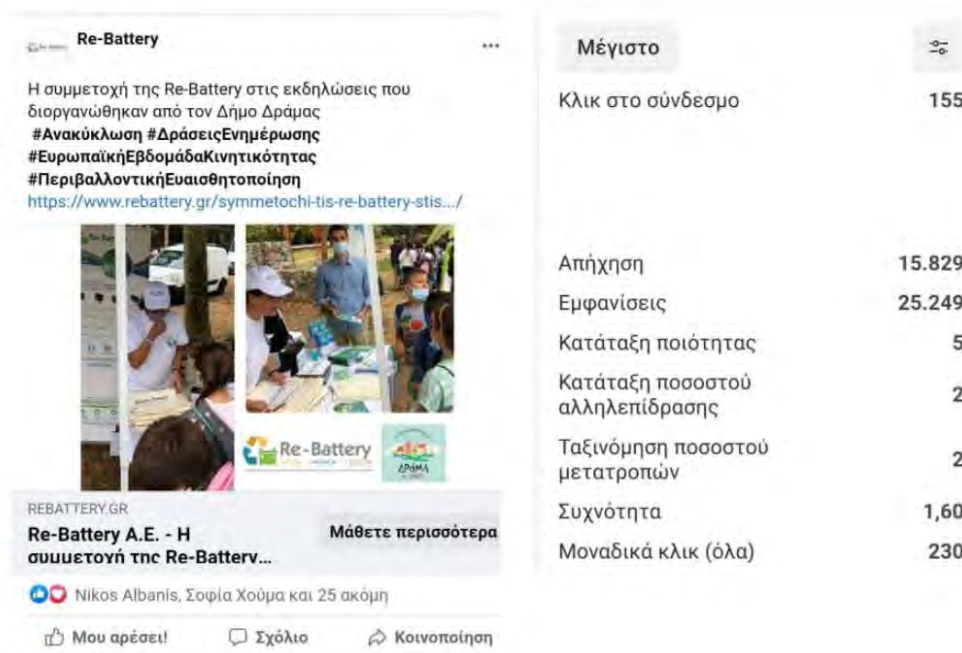 Re-Battery
...
Η συμμετοχή της Re-Battery στις εκδηλώσεις που
διοργανώθηκαν από τον Δήμο Δράμας
#Ανακύκλωση #ΔράσειςΕνημέρωσης
#ΕυρωπαϊκήΕβδομάδαΚινητικότητας
#ΠεριβαλλοντικήΕυαισθητοποίηση
https://www.rebattery.gr/symmetochi-tis-re-battery-stis.../
Re-Battery
ΔΡΑΜΑ
REBATTERY.GR
Re-Battery Α.Ε. - Η
συμμετοχή της Re-Battery...
Μάθετε περισσότερα
Nikos Albanis, Σοφία Χούμα και 25 ακόμη
Μου αρέσει!
Σχόλιο
Κοινοποίηση
Μέγιστο
Κλικ στο σύνδεσμο 155
Απήχηση 15.829
Εμφανίσεις 25.249
Κατάταξη ποιότητας 5
Κατάταξη ποσοστού
αλληλεπίδρασης 2
Ταξινόμηση ποσοστού
μετατροπών 2
Συχνότητα 1,60
Μοναδικά κλικ (όλα) 230